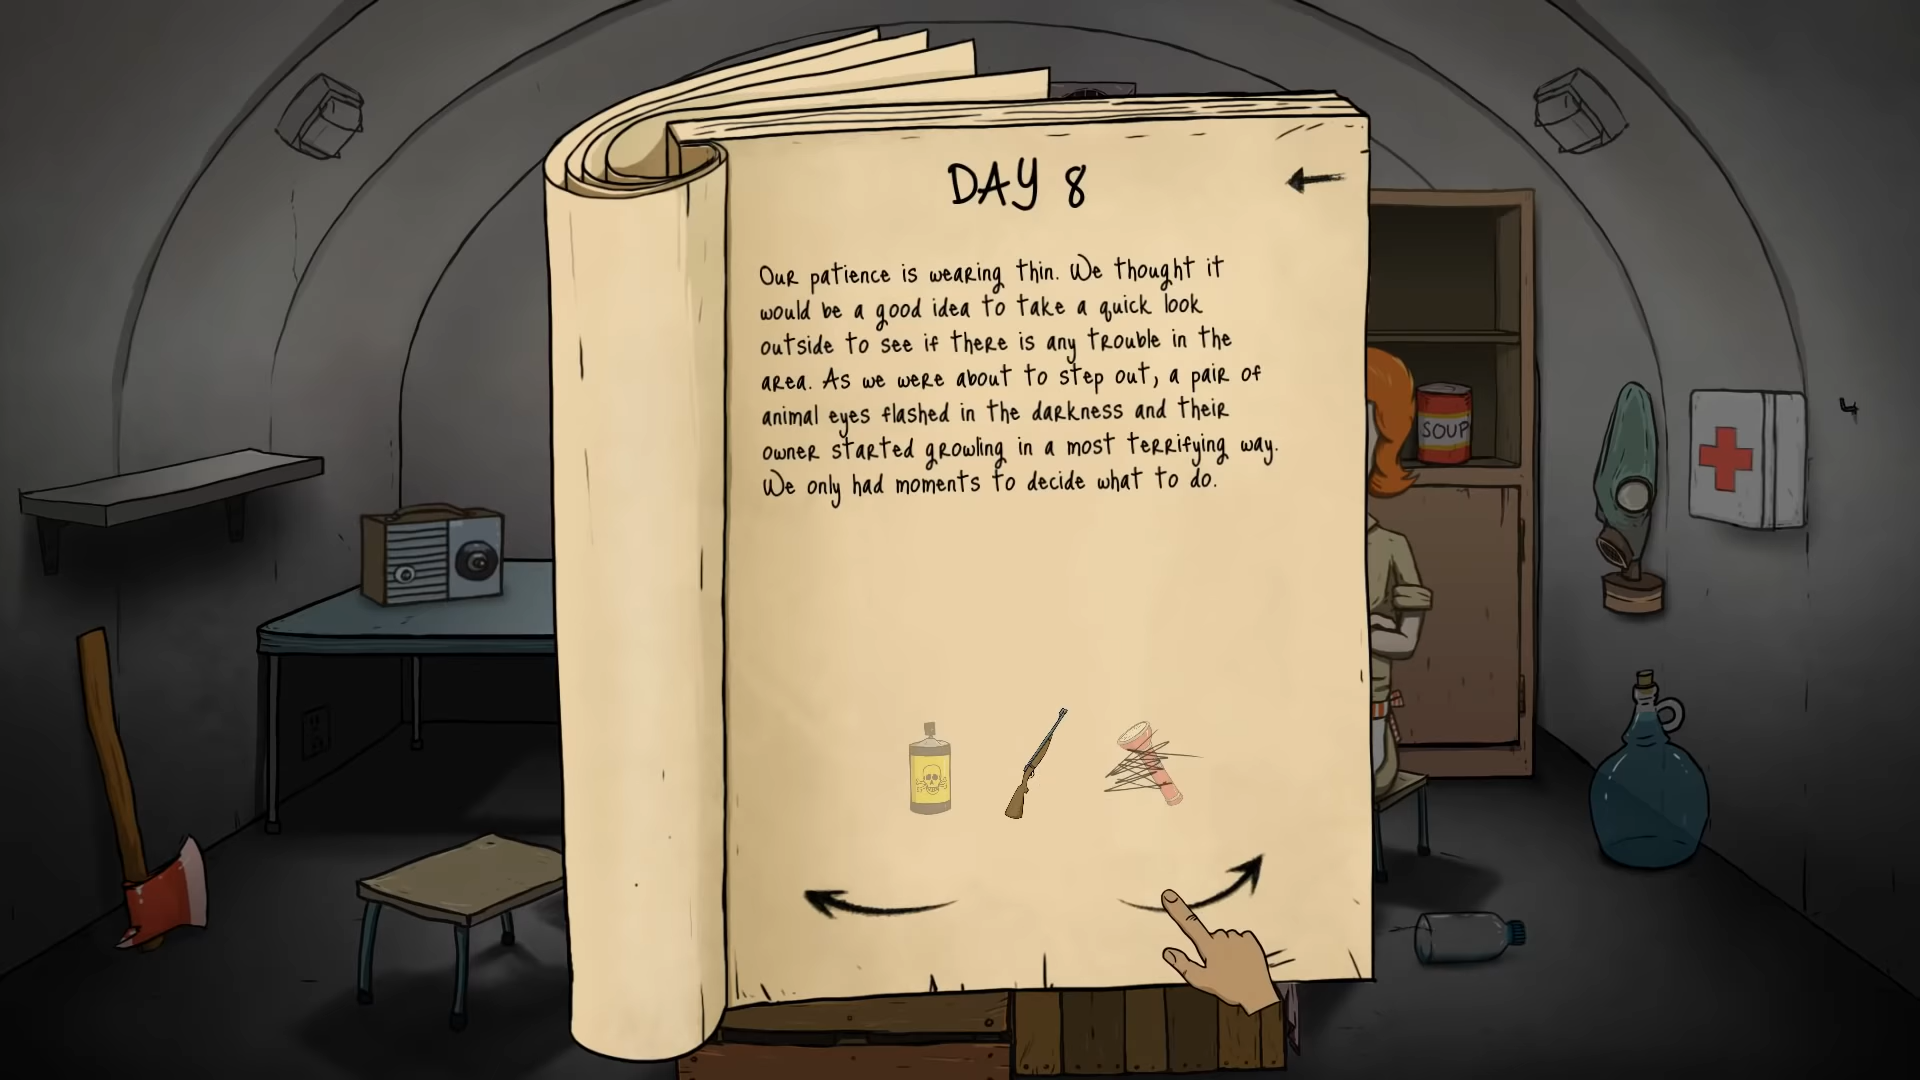 DAY 8
Our patience is wearing thin. We thought it
would be a good idea to take a quick look
outside to see if there is any trouble in the
area. As we were about to step out, a pair of
animal eyes flashed in the darkness and their
owner started growling in a most terrifying way.
We only had moments to decide what to do.
SOUP